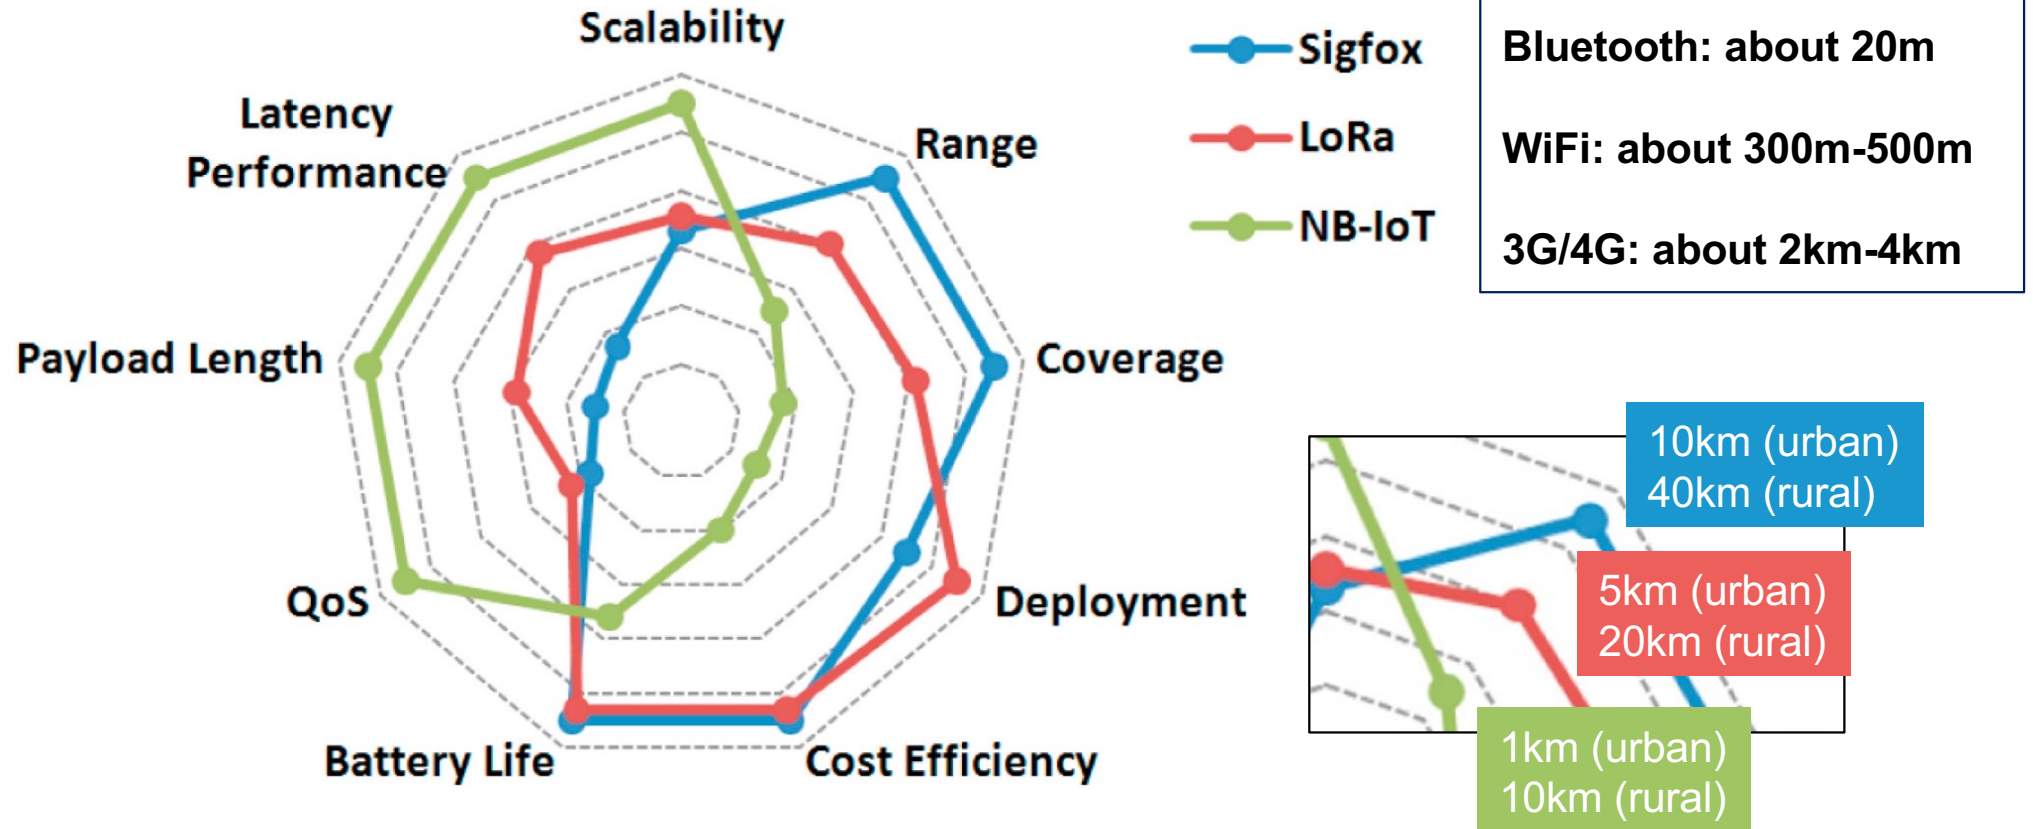 Scalability
Latency
Performance
Range
Payload Length
Coverage
QoS
Deployment
Battery Life
Cost Efficiency
Sigfox
LoRa
NB-IoT
Bluetooth: about 20m
WiFi: about 300m-500m
3G/4G: about 2km-4km
10km (urban)
40km (rural)
5km (urban)
20km (rural)
1km (urban)
10km (rural)